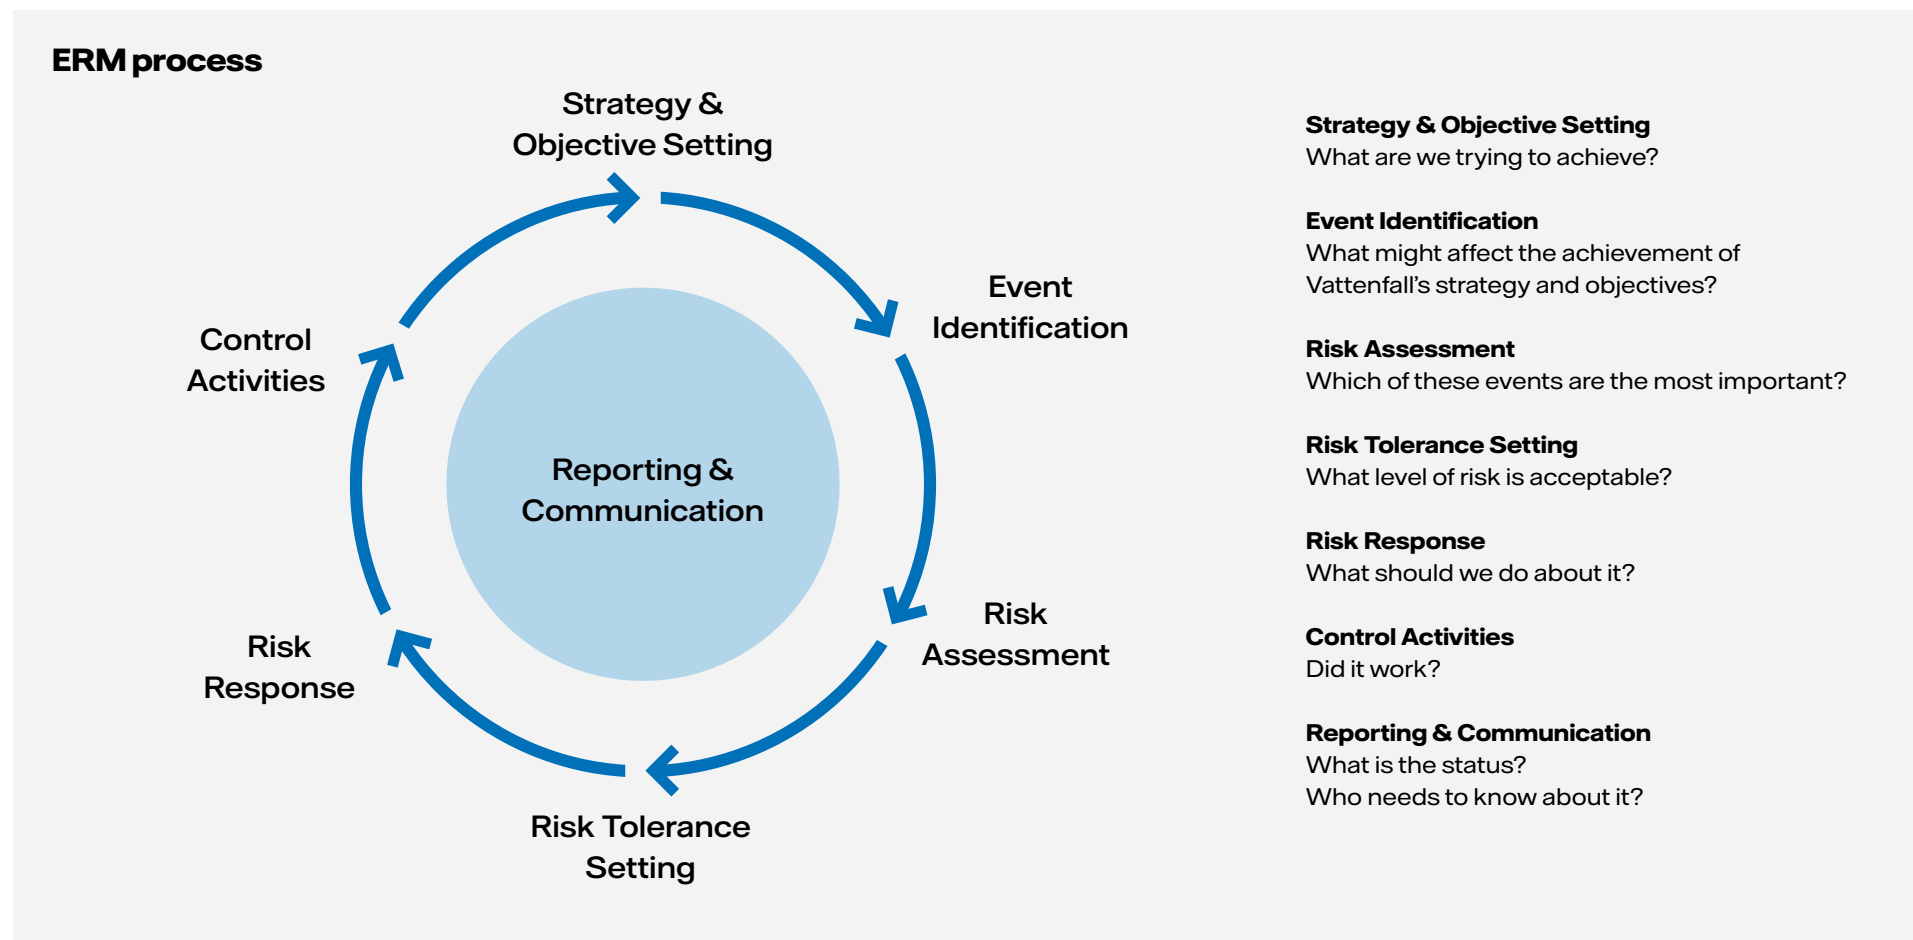 ERM process
Strategy &
Objective Setting
Event
Identification
Risk
Assessment
Risk Tolerance
Setting
Risk
Response
Control
Activities
Reporting &
Communication
Strategy & Objective Setting
What are we trying to achieve?
Event Identification
What might affect the achievement of
Vattenfall’s strategy and objectives?
Risk Assessment
Which of these events are the most important?
Risk Tolerance Setting
What level of risk is acceptable?
Risk Response
What should we do about it?
Control Activities
Did it work?
Reporting & Communication
What is the status?
Who needs to know about it?